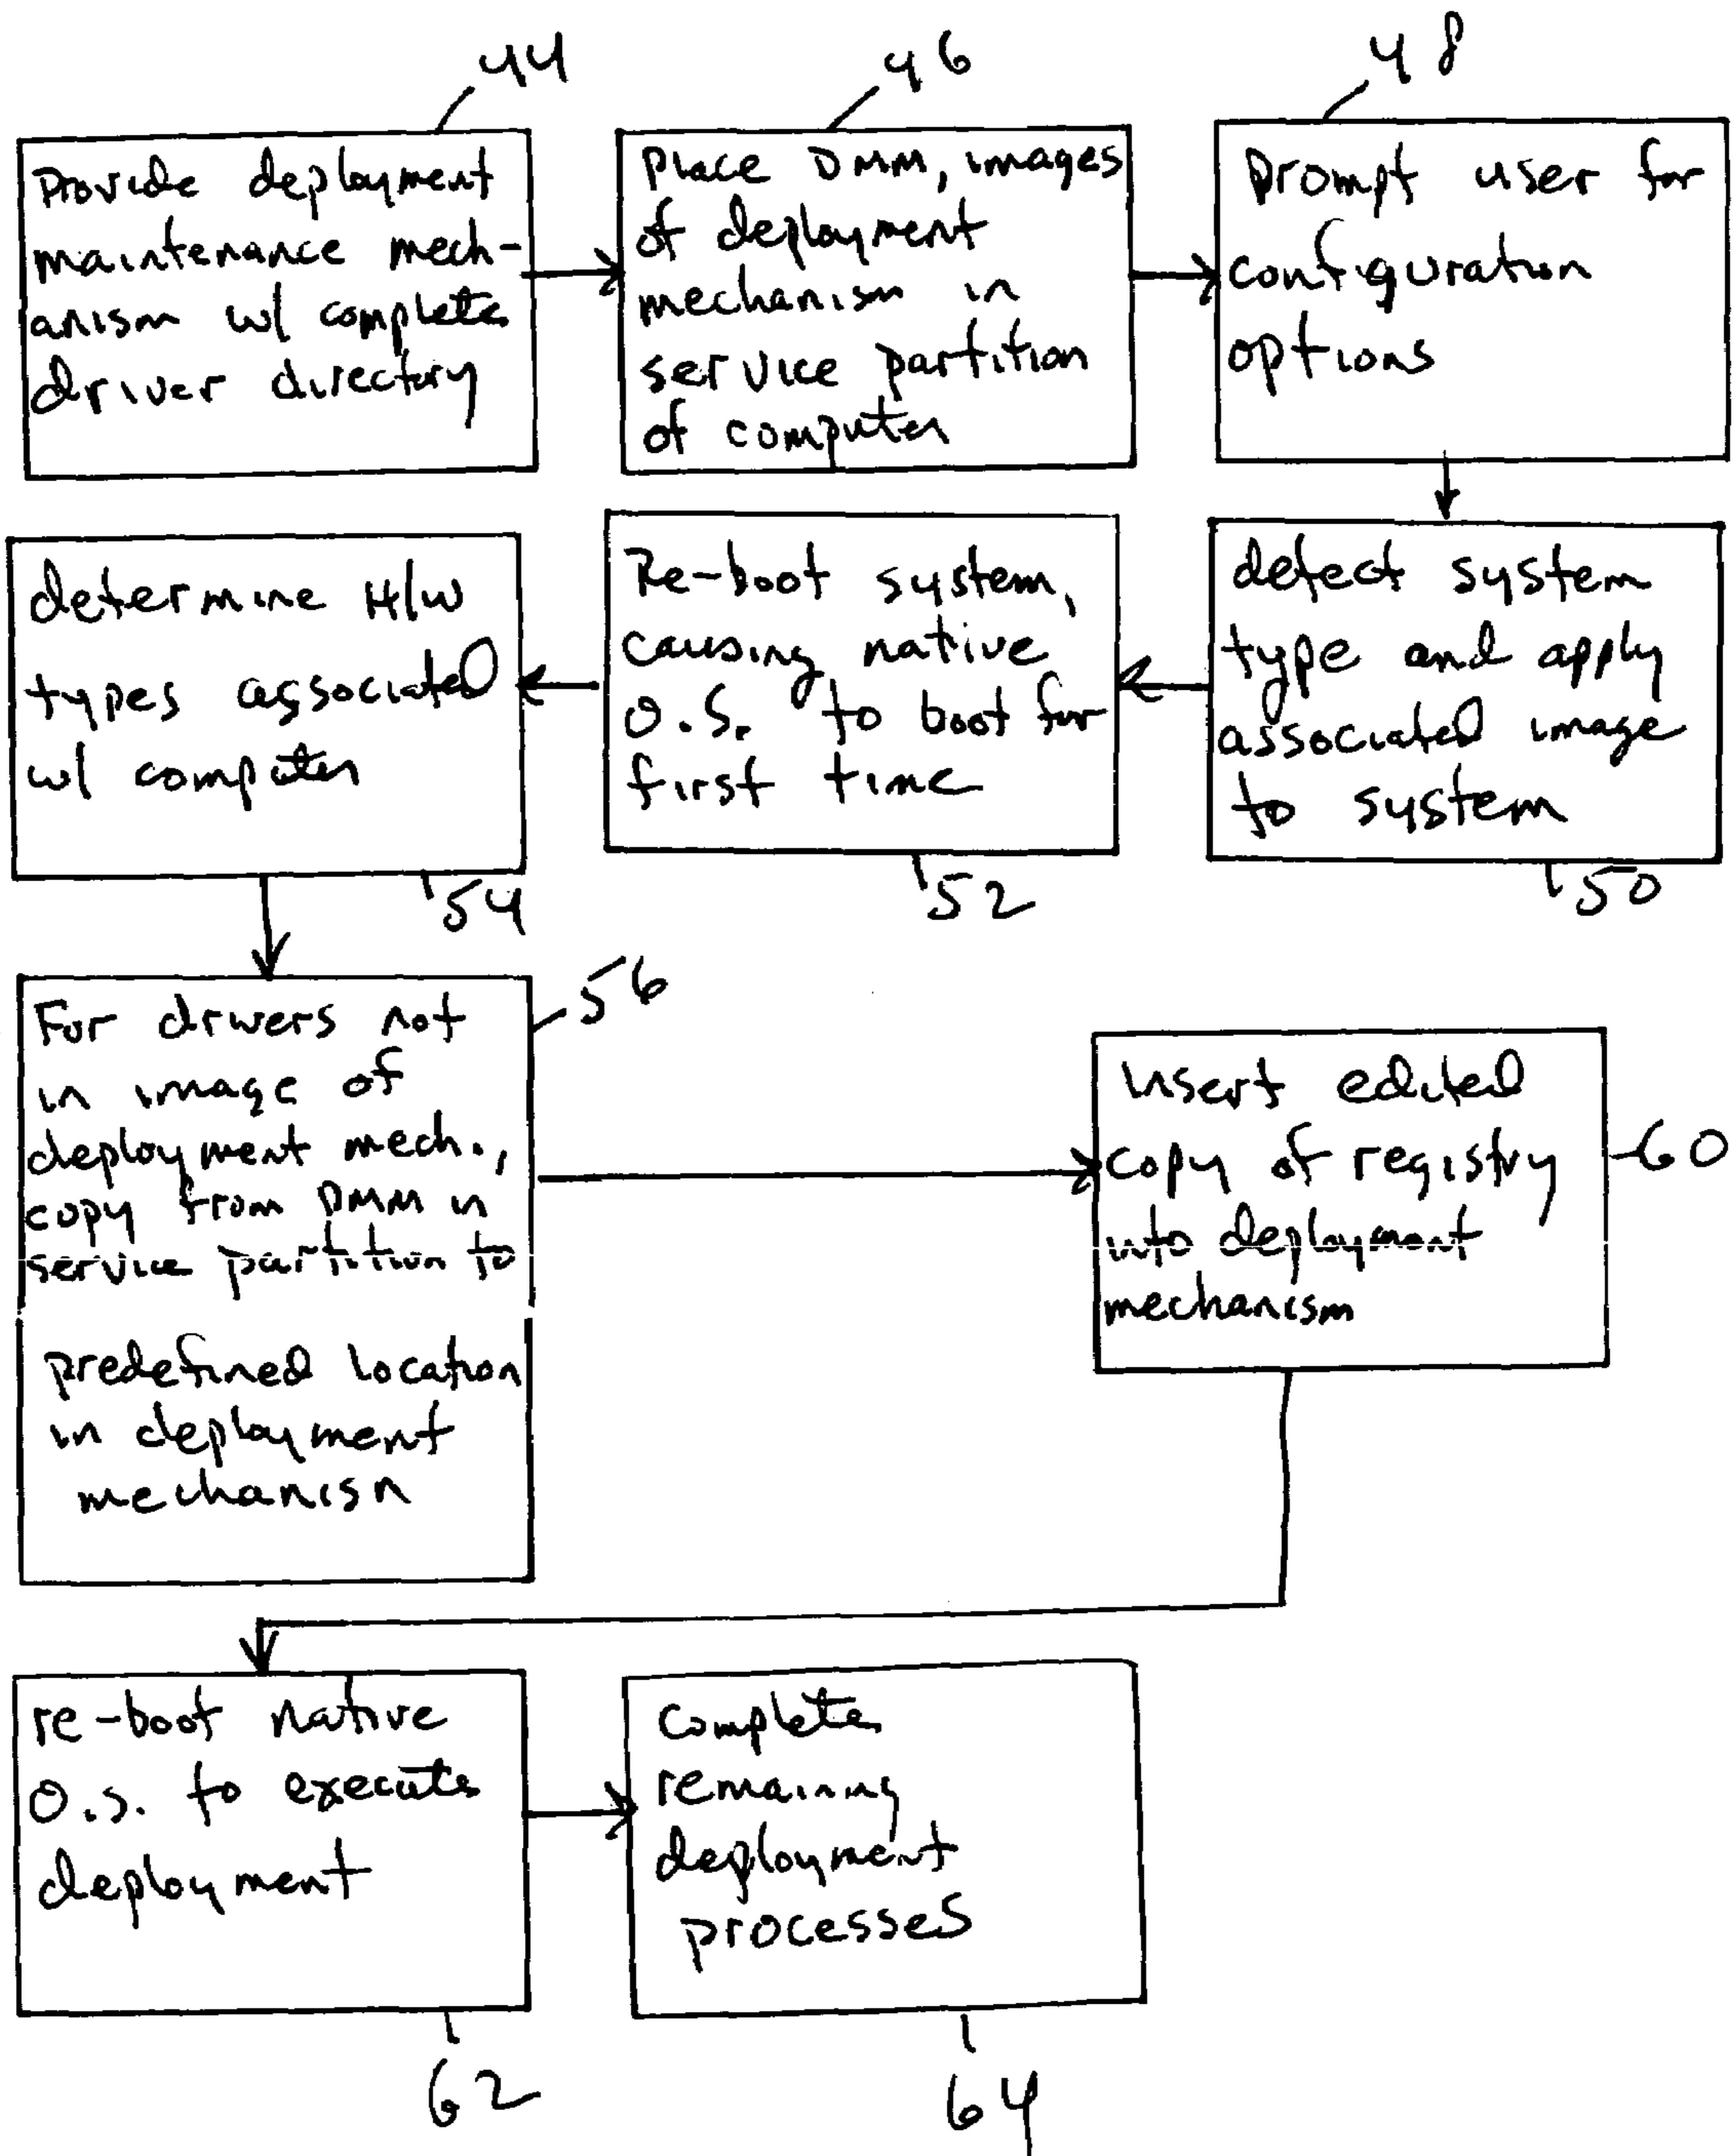 44
Provide deployment
maintenance mech-
anism w/ complete
driver directory
46
Place DMM, images
of deployment
mechanism in
service partition
of computer
48
prompt user for
configuration
options
detect system
type and apply
associated image
to system
50
Re-boot system,
causing native
O.S. to boot for
first time
52
determine H/W
types associated
w/ computer
54
56
For drivers not
in image of
deployment mech.,
copy from DMM in
service partition to
predefined location
in deployment
mechanism
insert edited
copy of registry
into deployment
mechanism
60
re-boot native
O.S. to execute
deployment
62
Complete
remaining
deployment
processes
64